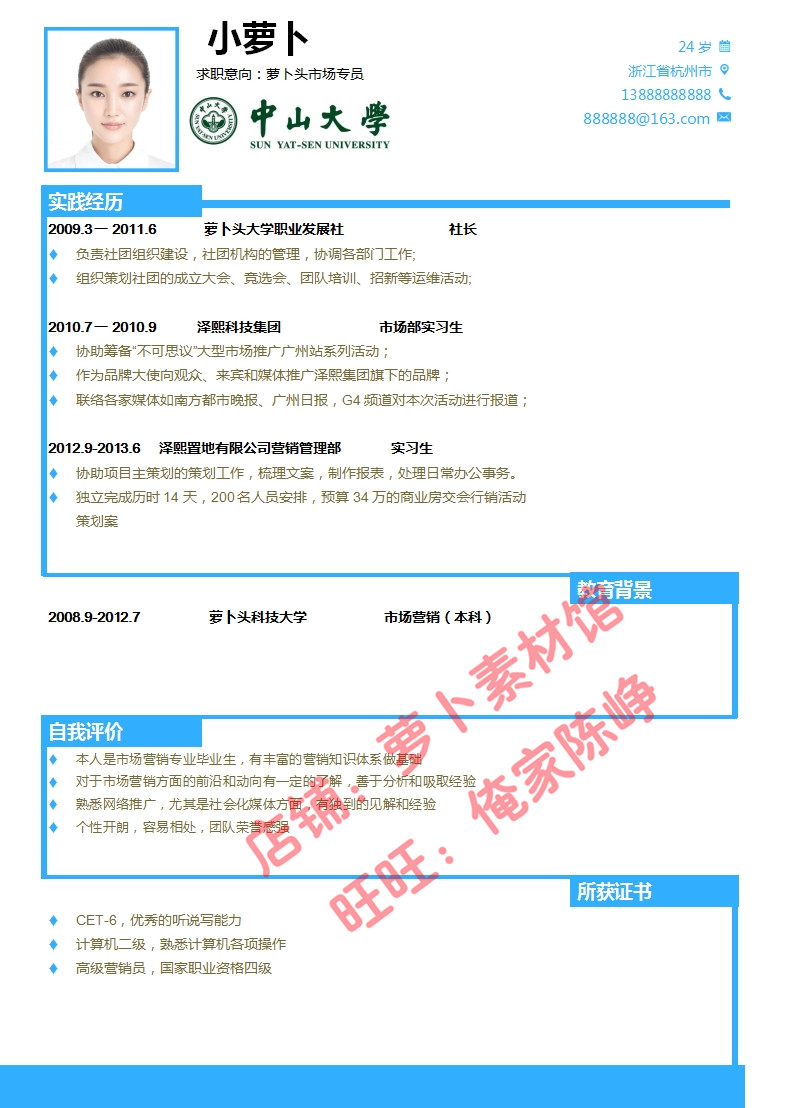 小萝卜
求职意向：萝卜头市场专员
中山大學
SUN YAT-SEN UNIVERSITY
中山大學
SUN YAT-SEN UNIVERSITY
24 岁
浙江省杭州市
13888888888
888888@163.com
实践经历
2009.3一 2011.6 萝卜头大学职业发展社 社长
负责社团组织建设，社团机构的管理，协调各部门工作;
组织策划社团的成立大会、竞选会、团队培训、招新等运维活动;
2010.7一 2010.9 泽熙科技集团 市场部实习生
协助筹备“不可思议”大型市场推广广州站系列活动；
作为品牌大使向观众、来宾和媒体推广泽熙集团旗下的品牌；
联络各家媒体如南方都市晚报、广州日报，G4 频道对本次活动进行报道；
2012.9-2013.6 泽熙置地有限公司营销管理部 实习生
协助项目主策划的策划工作，梳理文案，制作报表，处理日常办公事务。
独立完成历时 14 天，200 名人员安排，预算 34 万的商业房交会行销活动
策划案
教育背景
2008.9-2012.7 萝卜头科技大学 市场营销（本科）
自我评价
本人是市场营销专业毕业生，有丰富的营销知识体系做基础
对于市场营销方面的前沿和动向有一定的了解，善于分析和吸取经验
熟悉网络推广，尤其是社会化媒体方面，有独到的见解和经验
个性开朗，容易相处，团队荣誉感强
店铺：萝卜素材馆
旺旺：俺家陈峥
所获证书
CET-6，优秀的听说写能力
计算机二级，熟悉计算机各项操作
高级营销员，国家职业资格四级